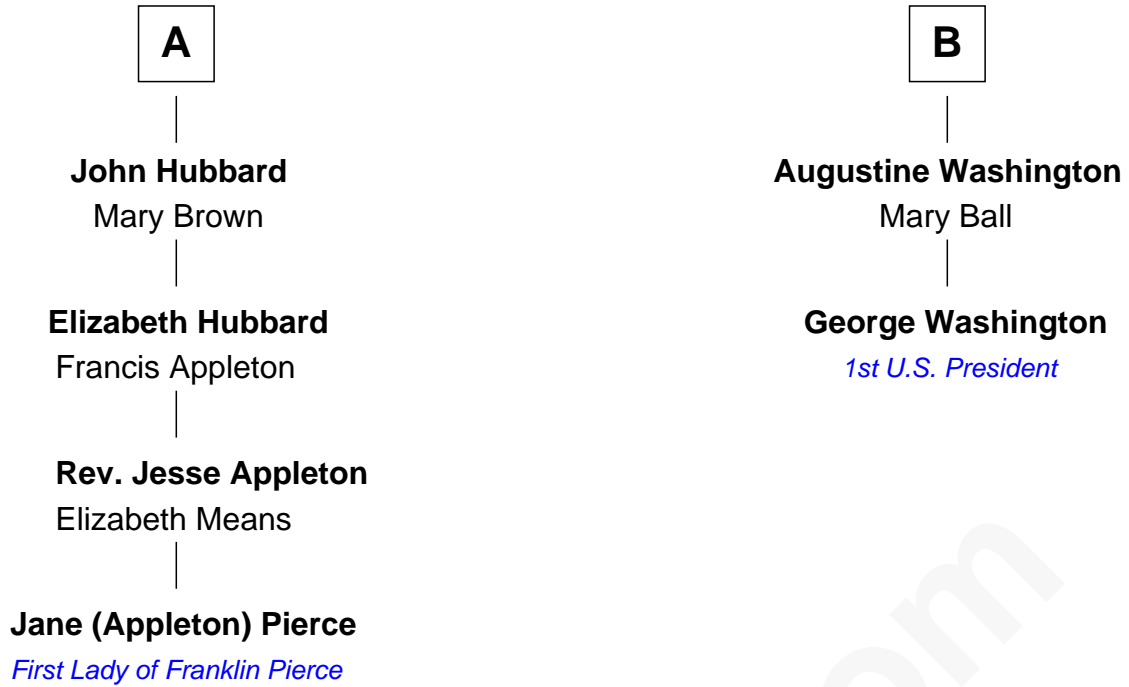 A
John Hubbard
Mary Brown
Elizabeth Hubbard
Francis Appleton
Rev. Jesse Appleton
Elizabeth Means
Jane (Appleton) Pierce
First Lady of Franklin Pierce
B
Augustine Washington
Mary Ball
George Washington
1st U.S. President
om